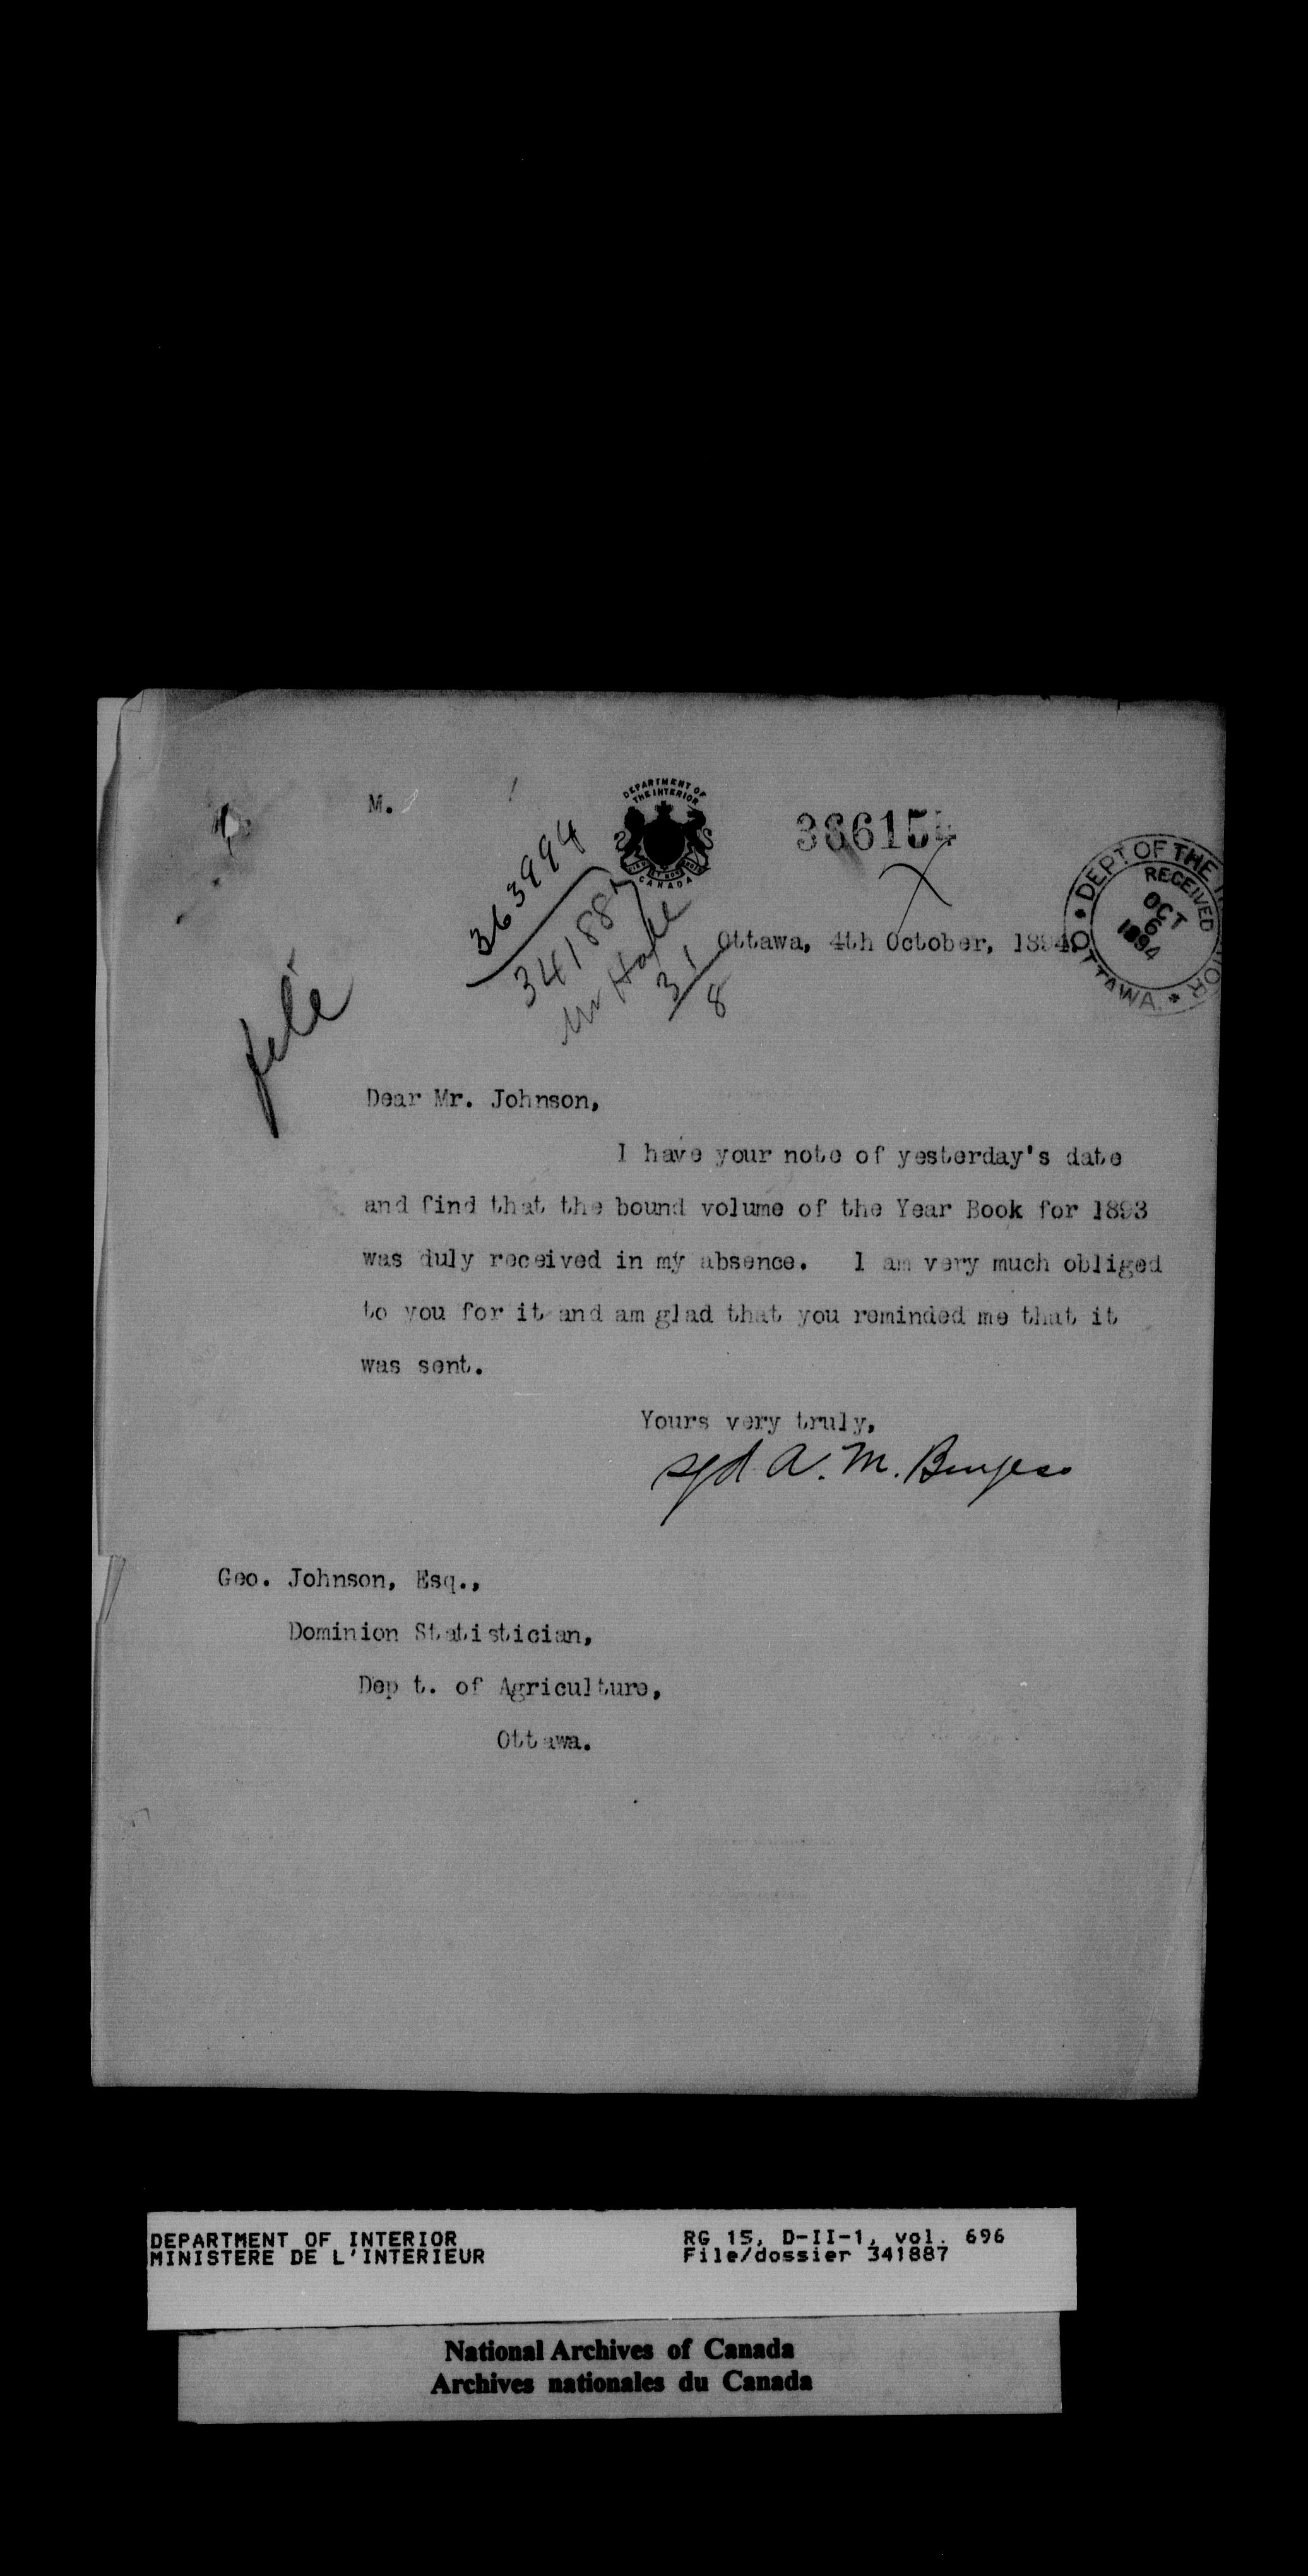 M.
DEPARTMENT OF
THE INTERIOR
CANADA
366154
363994
341887
Mr
31
8
DEPT OF THE
RECEIVED
OCT
6
1894
OTTAWA.
Ottawa, 4th October, 1894.
file
Dear Mr. Johnson,
I have your note of yesterday's date
and find that the bound volume of the Year Book for 1893
was duly received in my absence. I am very much obliged
to you for it and am glad that you reminded me that it
was sent.
Yours very truly,
sgd A. M. Burgess
Geo. Johnson, Esq.,
Dominion Statistician,
Dep t. of Agriculture,
Ottawa.
DEPARTMENT OF INTERIOR
MINISTERE DE L'INTERIEUR
RG 15, D-II-1, vol. 696
File/dossier 341887
National Archives of Canada
Archives nationales du Canada